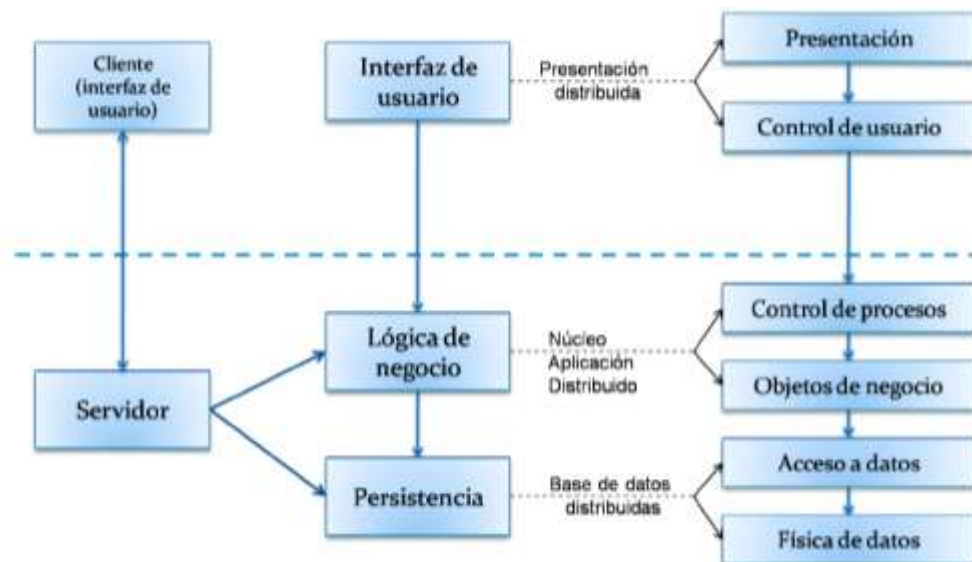 Cliente
(interfaz de
usuario)
Servidor
Interfaz de
usuario
Lógica de
negocio
Persistencia
Presentación
distribuida
Núcleo
Aplicación
Distribuido
Base de datos
distribuidas
Presentación
Control de usuario
Control de procesos
Objetos de negocio
Acceso a datos
Física de datos